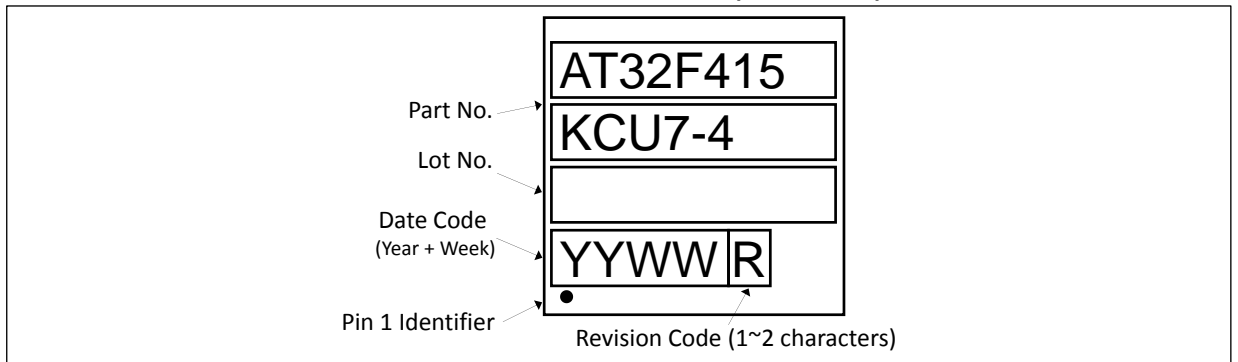 AT32F415
Part No.
KCU7-4
Lot No.
Date Code
(Year + Week)
YYWW R
Pin 1 Identifier
Revision Code (1~2 characters)